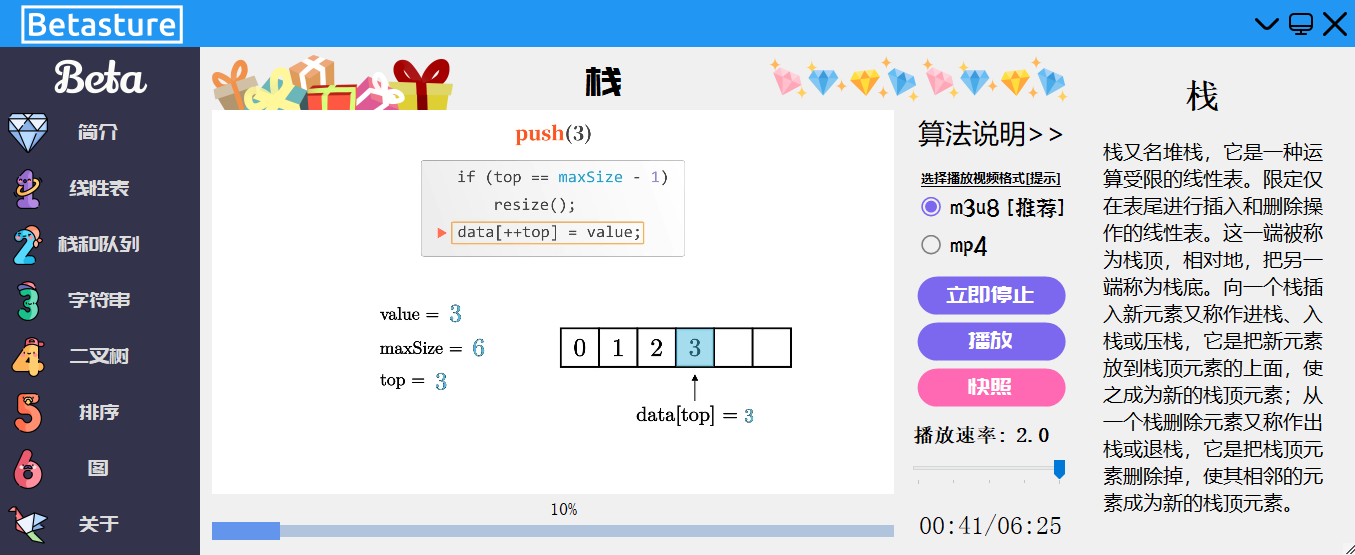 Betasture
Beta
简介
线性表
栈和队列
字符串
二叉树
排序
图
关于
栈
push(3)
if (top == maxSize - 1)
resize();
data[++top] = value;
value = 3
maxSize = 6
top = 3
0 1 2 3
data[top] = 3
10%
算法说明>>
选择播放视频格式[提示]
m3u8 [推荐]
mp4
立即停止
播放
快照
播放速率: 2.0
00:41/06:25
栈
栈又名堆栈，它是一种运
算受限的线性表。限定仅
在表尾进行插入和删除操
作的线性表。这一端被称
为栈顶，相对地，把另一
端称为栈底。向一个栈插
入新元素又称作进栈、入
栈或压栈，它是把新元素
放到栈顶元素的上面，使
之成为新的栈顶元素；从
一个栈删除元素又称作出
栈或退栈，它是把栈顶元
素删除掉，使其相邻的元
素成为新的栈顶元素。